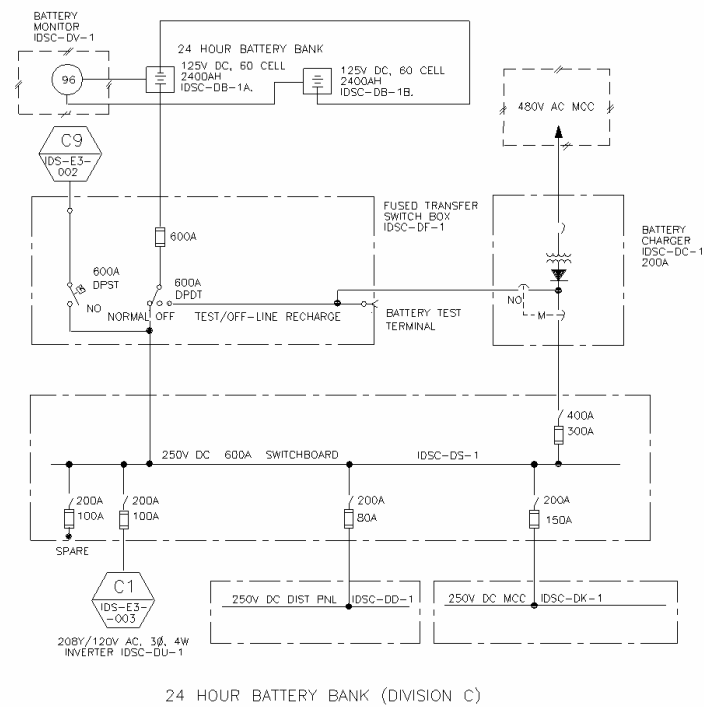 BATTERY
MONITOR
IDSC-DV-1
96
24 HOUR BATTERY BANK
125V DC, 60 CELL
2400AH
IDSC-DB-1A.
125V DC, 60 CELL
2400AH
IDSC-DB-1B.
480V AC MCC
C9
IDS-E3-
002
FUSED TRANSFER
SWITCH BOX
IDSC-DF-1
BATTERY
CHARGER
IDSC-DC-1
200A
600A
600A
DPST
NO
600A
DPDT
NORMAL OFF TEST/OFF-LINE RECHARGE
BATTERY TEST
TERMINAL
NO
M
400A
300A
250V DC 600A SWITCHBOARD IDSC-DS-1
200A
100A
SPARE
200A
100A
200A
80A
200A
150A
C1
IDS-E3-
-003
208Y/120V AC, 3Ø, 4W
INVERTER IDSC-DU-1
250V DC DIST PNL IDSC-DD-1
250V DC MCC IDSC-DK-1
24 HOUR BATTERY BANK (DIVISION C)